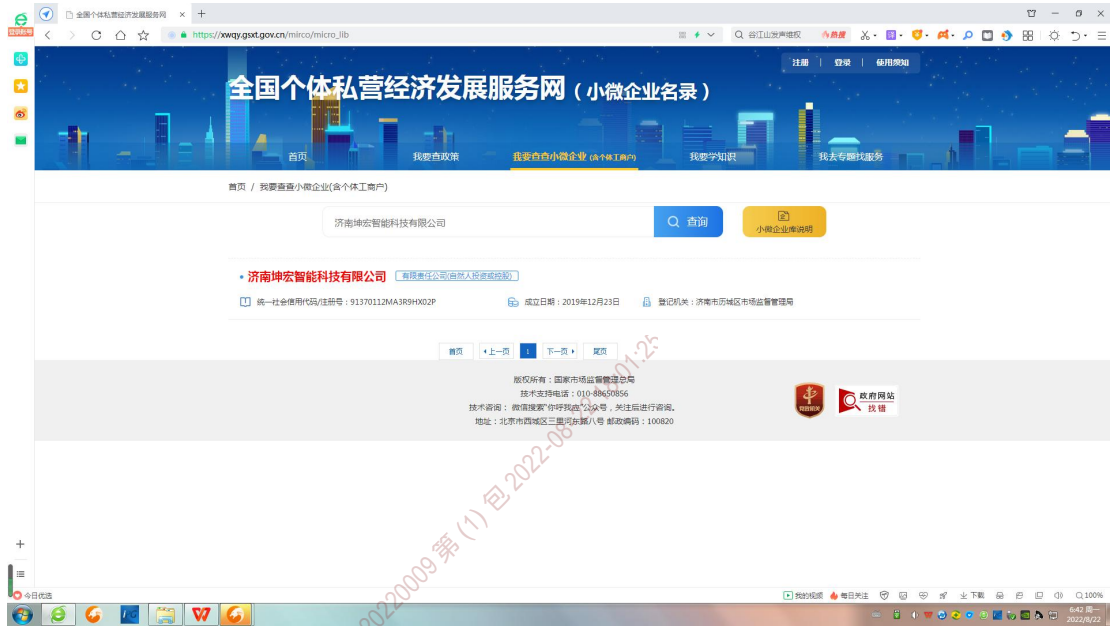 全国个体私营经济发展服务网
登录账号
https://xwqy.gsxt.gov.cn/mirco/micro_lib
谷江山发声维权
热搜
注册 | 登录 | 使用须知
全国个体私营经济发展服务网（小微企业名录）
首页 我要查政策 我要查查小微企业 (含个体工商户) 我要学知识 我去专题找服务
首页 / 我要查查小微企业(含个体工商户)
济南坤宏智能科技有限公司 查询 小微企业库说明
济南坤宏智能科技有限公司 有限责任公司(自然人投资或控股)
统一社会信用代码/注册号：91370112MA3R9HX02P 成立日期：2019年12月23日 登记机关：济南市历城区市场监督管理局
首页 上一页 1 下一页 尾页
版权所有：国家市场监督管理总局
技术支持电话：010-88650856
技术咨询： 微信搜索"你呼我应"公众号，关注后进行咨询。
地址：北京市西城区三里河东路八号 邮政编码：100820
党政机关
政府网站
找错
20220009 第 (1) 包 2022-08-
01:25
今日优选 我的视频 每日关注 下载 100%
6:42 周一
2022/8/22